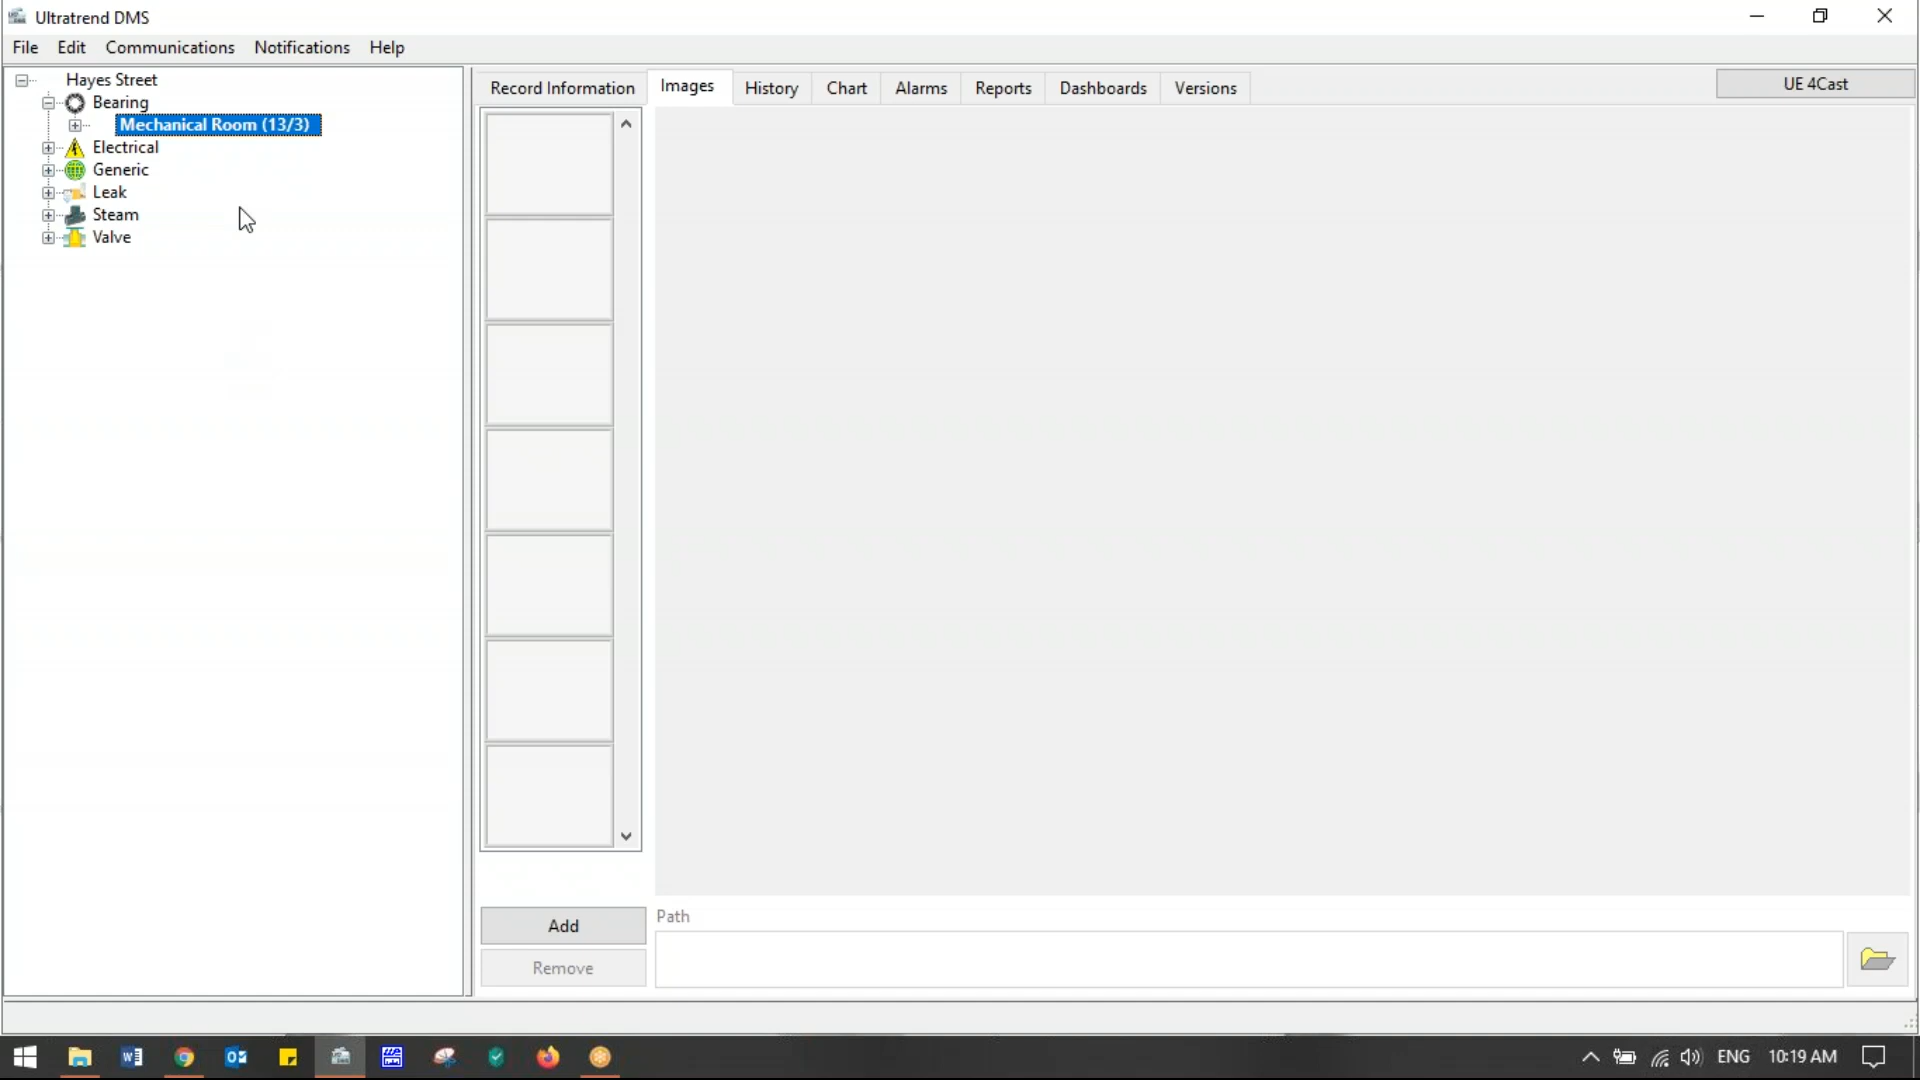 Ultratrend DMS
File Edit Communications Notifications Help
Hayes Street
Bearing
Mechanical Room (13/3)
Electrical
Generic
Leak
Steam
Valve
Record Information Images History Chart Alarms Reports Dashboards Versions
UE 4Cast
Add
Remove
Path
ENG 10:19 AM